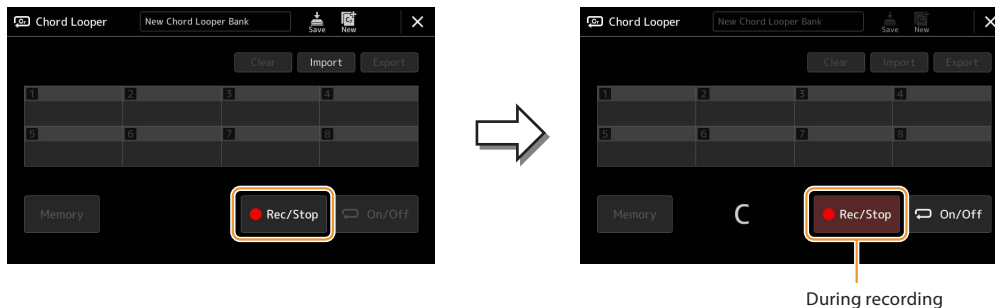 Chord Looper New Chord Looper Bank Save New
Clear Import Export
1 2 3 4
5 6 7 8
Memory Rec/Stop On/Off
Chord Looper New Chord Looper Bank Save New
Clear Import Export
1 2 3 4
5 6 7 8
Memory C Rec/Stop On/Off
During recording